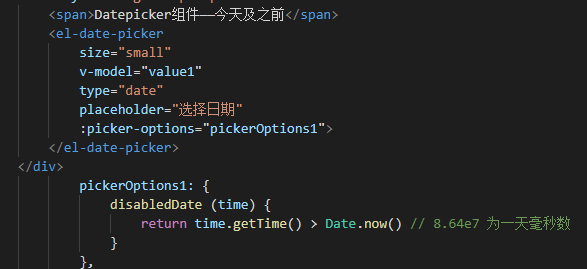 <span>Datepicker组件——今天及之前</span>
<el-date-picker
size="small"
v-model="value1"
type="date"
placeholder="选择日期"
:picker-options="pickerOptions1">
</el-date-picker>
</div>
pickerOptions1: {
disabledDate (time) {
return time.getTime() > Date.now() // 8.64e7 为一天毫秒数
}
},